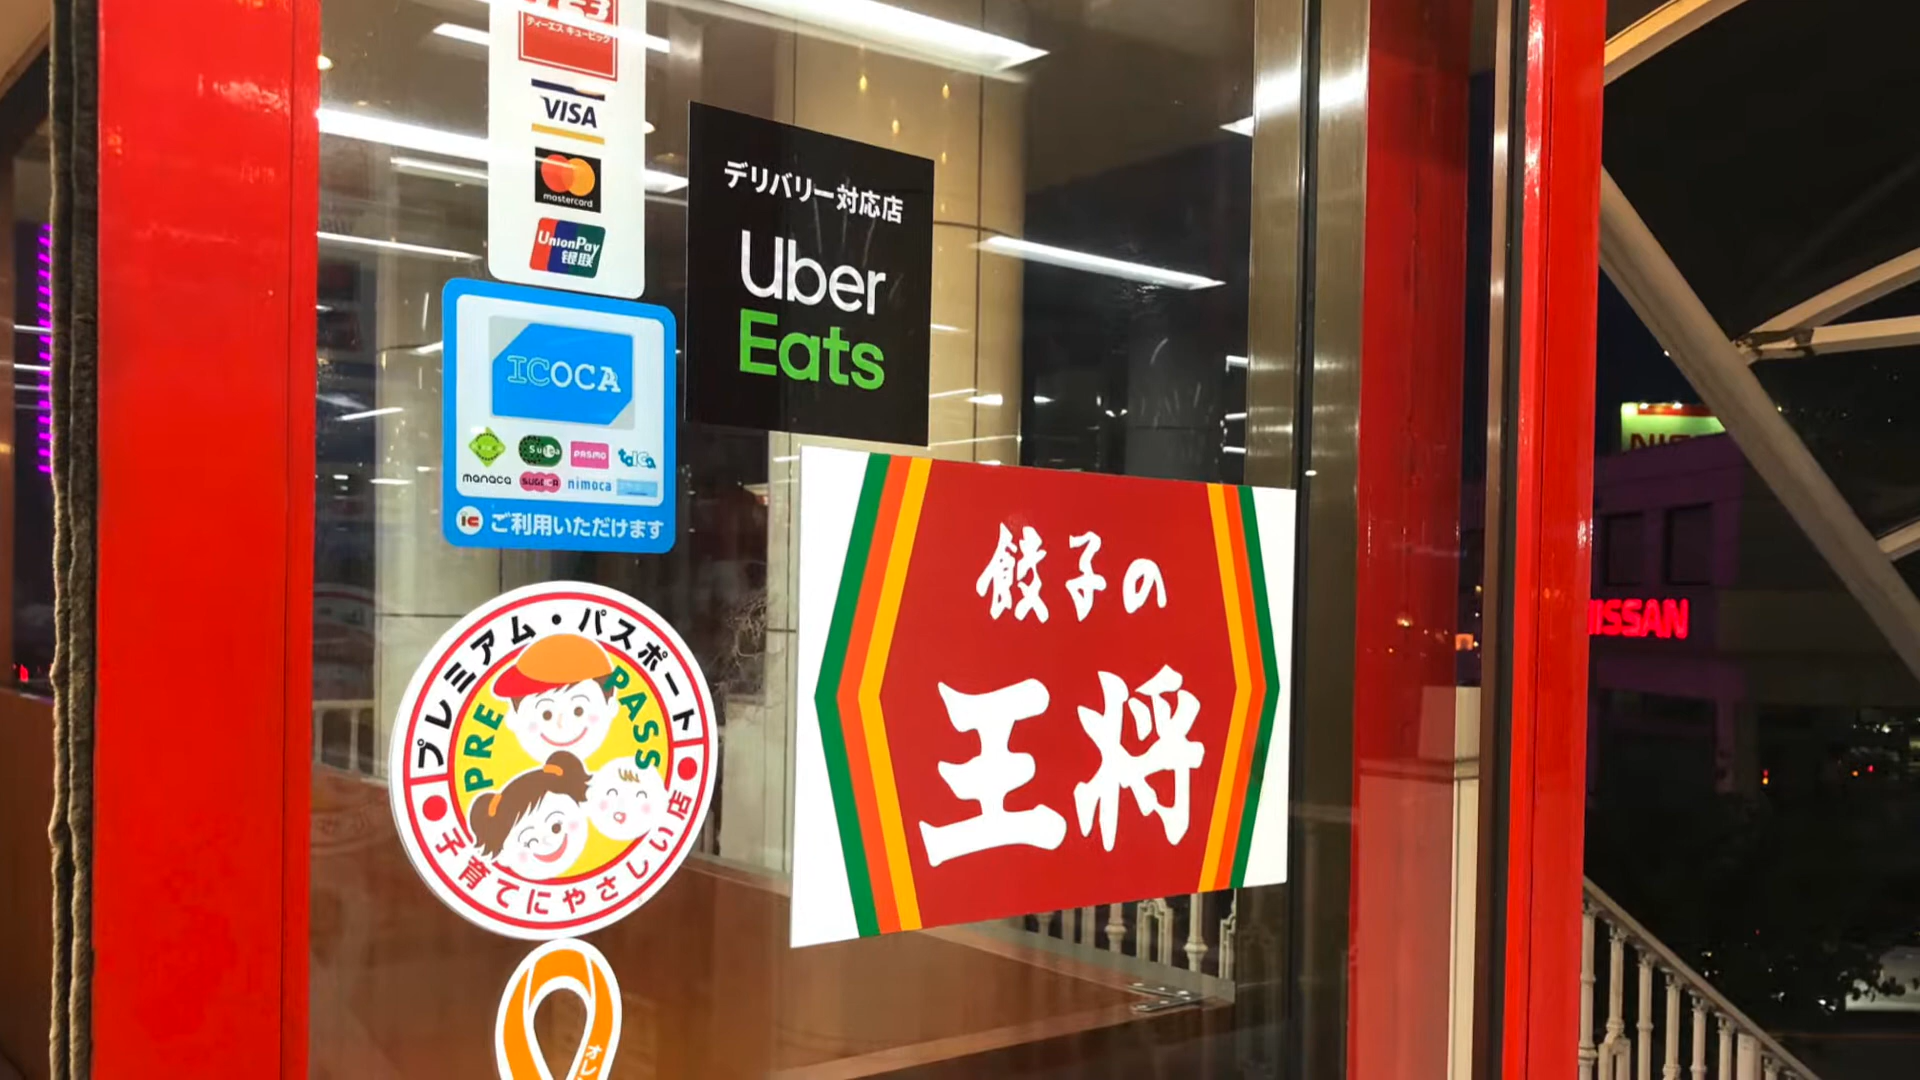 ティーエス キュービック
VISA
mastercard
UnionPay
银联
デリバリー対応店
Uber
Eats
ICOCA
Suica
PASMO
TOICA
manaca
SUGOCA
nimoca
ご利用いただけます
プレミアム・パスポート
PRE PASS
子育てにやさしい店
餃子の
王将
NISSAN